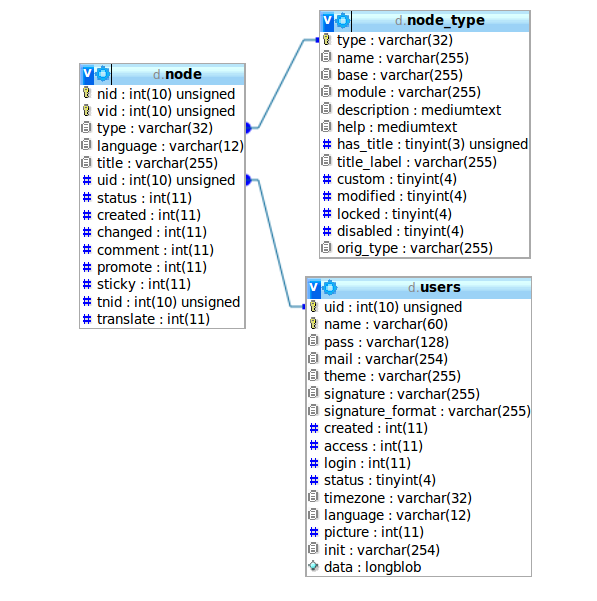 V d.node
nid : int(10) unsigned
vid : int(10) unsigned
type : varchar(32)
language : varchar(12)
title : varchar(255)
uid : int(10) unsigned
status : int(11)
created : int(11)
changed : int(11)
comment : int(11)
promote : int(11)
sticky : int(11)
tnid : int(10) unsigned
translate : int(11)
V d.node_type
type : varchar(32)
name : varchar(255)
base : varchar(255)
module : varchar(255)
description : mediumtext
help : mediumtext
has_title : tinyint(3) unsigned
title_label : varchar(255)
custom : tinyint(4)
modified : tinyint(4)
locked : tinyint(4)
disabled : tinyint(4)
orig_type : varchar(255)
V d.users
uid : int(10) unsigned
name : varchar(60)
pass : varchar(128)
mail : varchar(254)
theme : varchar(255)
signature : varchar(255)
signature_format : varchar(255)
created : int(11)
access : int(11)
login : int(11)
status : tinyint(4)
timezone : varchar(32)
language : varchar(12)
picture : int(11)
init : varchar(254)
data : longblob